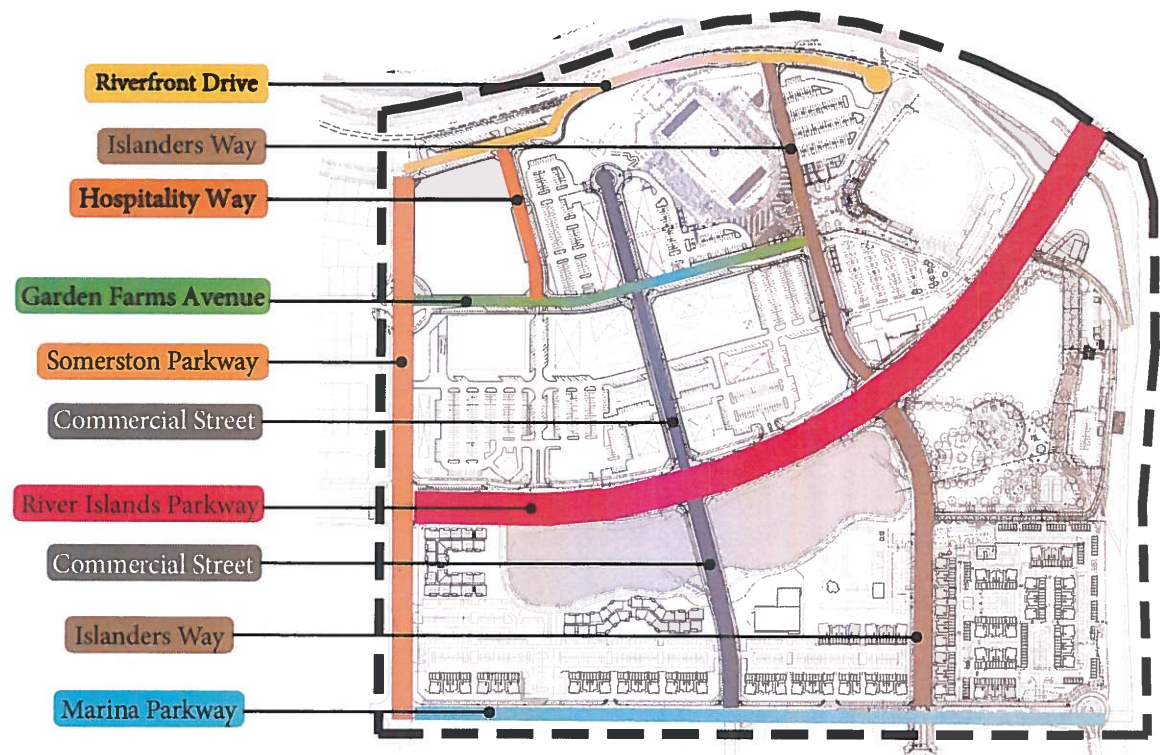 Riverfront Drive
Islanders Way
Hospitality Way
Garden Farms Avenue
Somerston Parkway
Commercial Street
River Islands Parkway
Commercial Street
Islanders Way
Marina Parkway